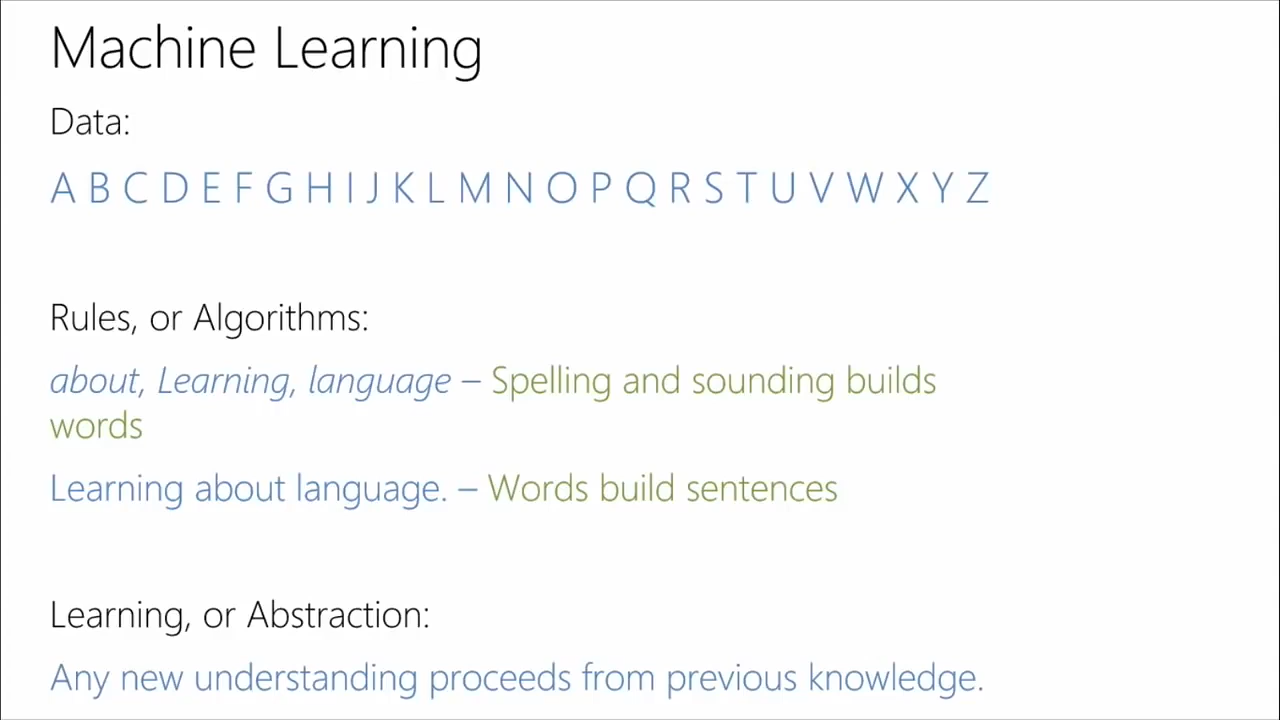 Machine Learning
Data:
A B C D E F G H I J K L M N O P Q R S T U V W X Y Z
Rules, or Algorithms:
about, Learning, language – Spelling and sounding builds
words
Learning about language. – Words build sentences
Learning, or Abstraction:
Any new understanding proceeds from previous knowledge.